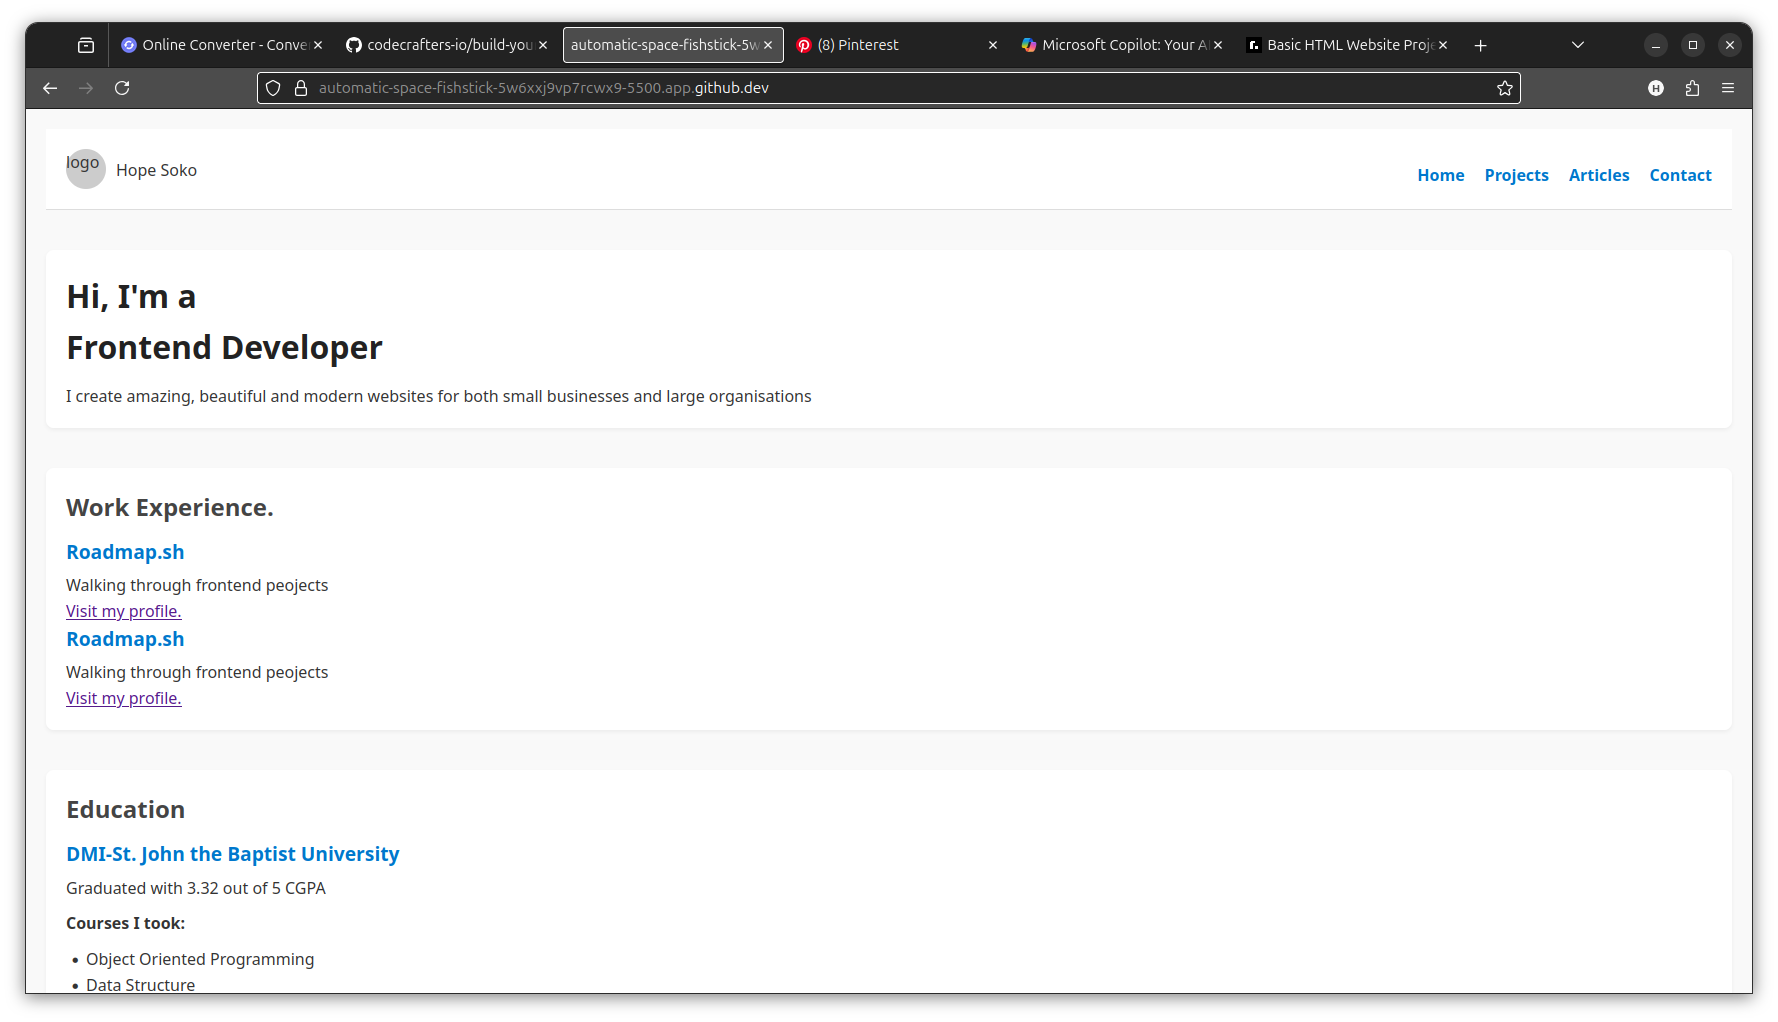 Online Converter - Conve
codecrafters-io/build-you
automatic-space-fishstick-5w
(8) Pinterest
Microsoft Copilot: Your A
Basic HTML Website Proj
automatic-space-fishstick-5w6xxj9vp7rcwx9-5500.app.github.dev
H
logo
Hope Soko
Home Projects Articles Contact
Hi, I'm a
Frontend Developer
I create amazing, beautiful and modern websites for both small businesses and large organisations
Work Experience.
Roadmap.sh
Walking through frontend peojects
Visit my profile.
Roadmap.sh
Walking through frontend peojects
Visit my profile.
Education
DMI-St. John the Baptist University
Graduated with 3.32 out of 5 CGPA
Courses I took:
• Object Oriented Programming
• Data Structure